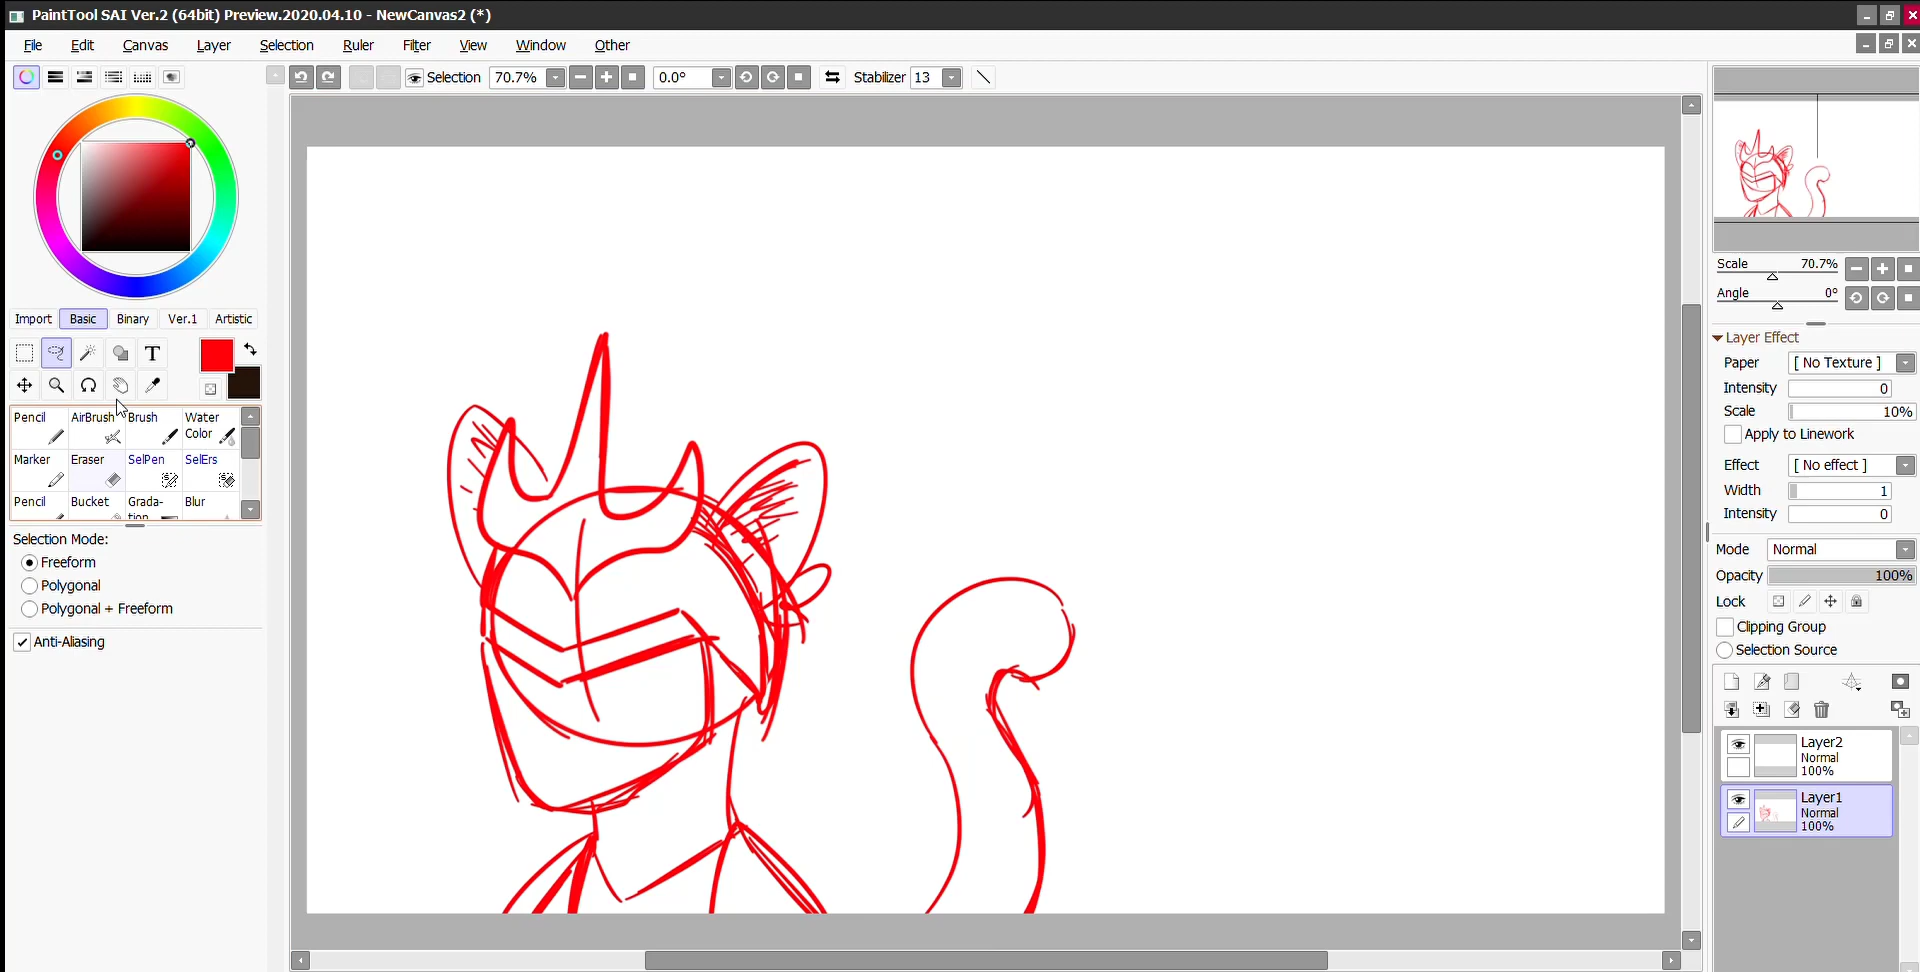 PaintTool SAI Ver.2 (64bit) Preview.2020.04.10 - NewCanvas2 (*)
File Edit Canvas Layer Selection Ruler Filter View Window Other
Selection 70.7% 0.0° Stabilizer 13
Scale 70.7%
Angle 0°
Import Basic Binary Ver.1 Artistic
T
Pencil AirBrush Brush Water Color
Marker Eraser SelPen SelErs
Pencil Bucket Grada-tion Blur
Selection Mode:
Freeform
Polygonal
Polygonal + Freeform
Anti-Aliasing
Layer Effect
Paper [ No Texture ]
Intensity 0
Scale 10%
Apply to Linework
Effect [ No effect ]
Width 1
Intensity 0
Mode Normal
Opacity 100%
Lock
Clipping Group
Selection Source
Layer2
Normal
100%
Layer1
Normal
100%